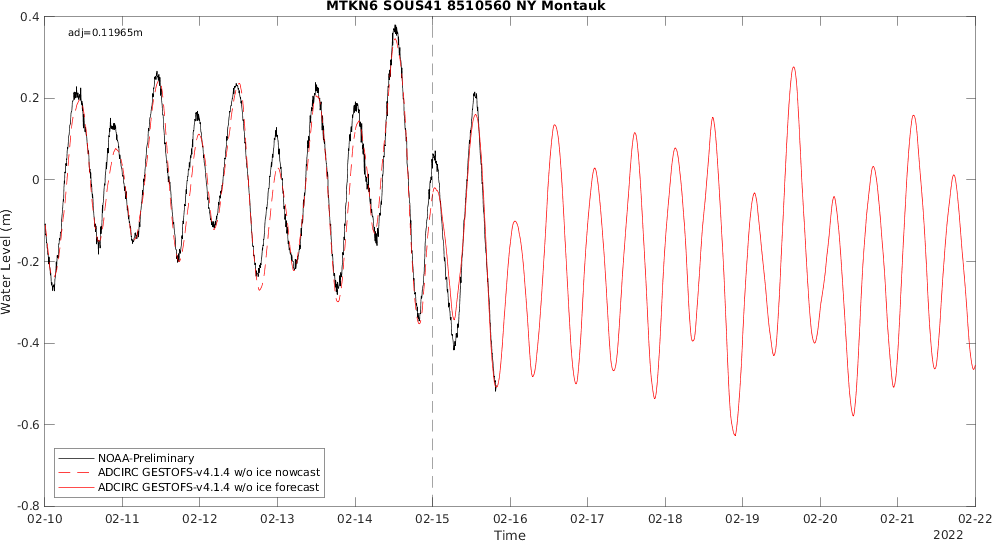 MTKN6 SOUS41 8510560 NY Montauk
adj=0.11965m
0.4
0.2
0
-0.2
-0.4
-0.6
-0.8
Water Level (m)
NOAA-Preliminary
ADCIRC GESTOFS-v4.1.4 w/o ice nowcast
ADCIRC GESTOFS-v4.1.4 w/o ice forecast
02-10 02-11 02-12 02-13 02-14 02-15 02-16 02-17 02-18 02-19 02-20 02-21 02-22
Time
2022